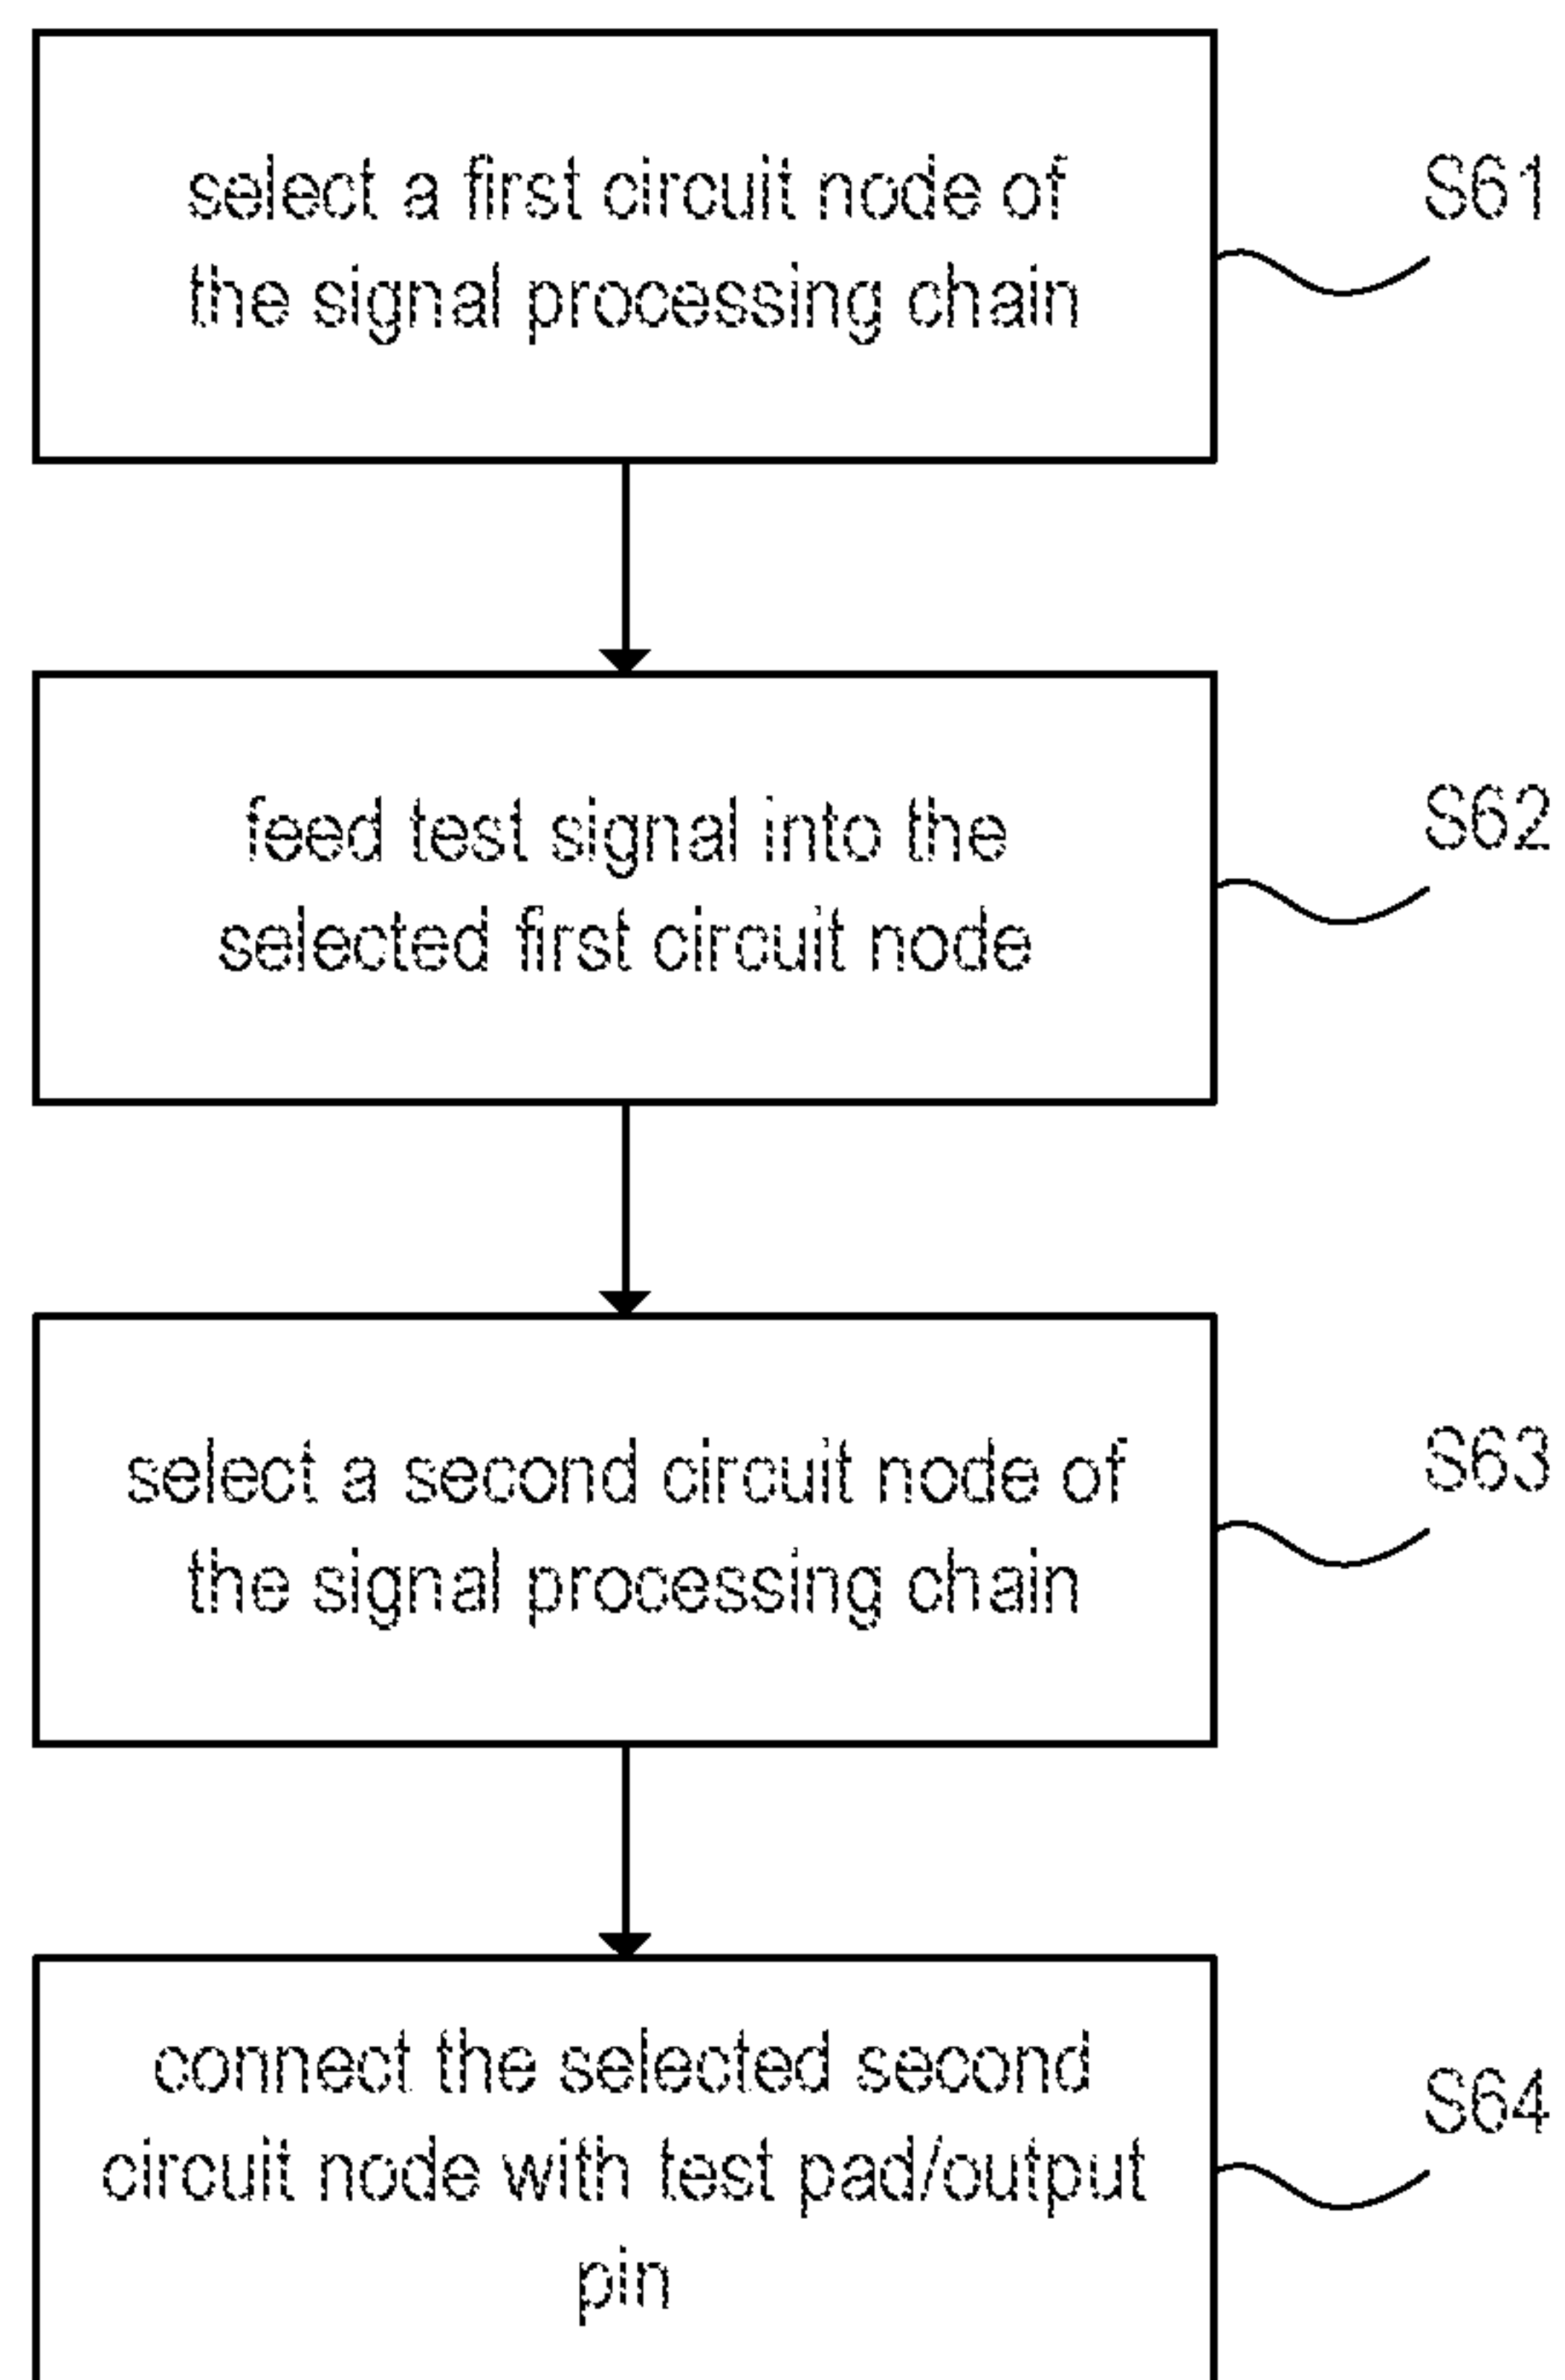 select a first circuit node of
the signal processing chain
S61
feed test signal into the
selected first circuit node
S62
select a second circuit node of
the signal processing chain
S63
connect the selected second
circuit node with test pad/output
pin
S64